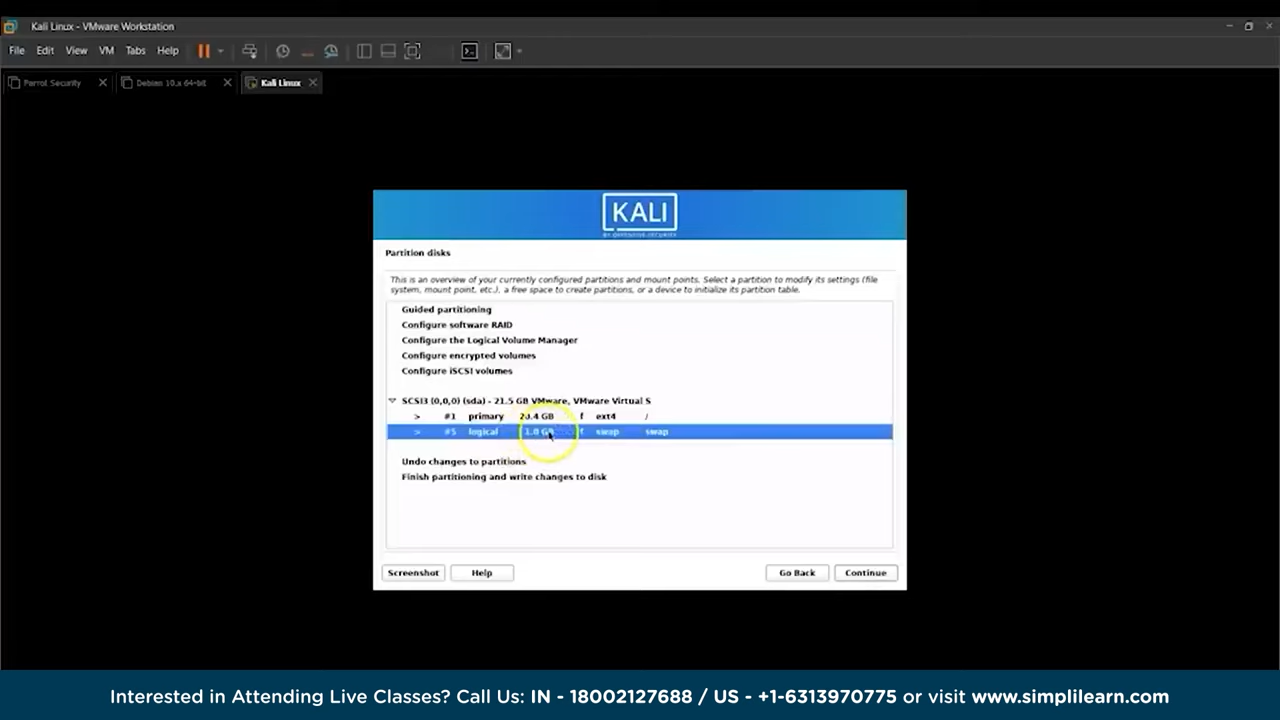 Kali Linux - VMware Workstation
File Edit View VM Tabs Help
Parrot Security Debian 10.x 64-bit Kali Linux
KALI
BY OFFENSIVE SECURITY
Partition disks
This is an overview of your currently configured partitions and mount points. Select a partition to modify its settings (file
system, mount point, etc.), a free space to create partitions, or a device to initialize its partition table.
Guided partitioning
Configure software RAID
Configure the Logical Volume Manager
Configure encrypted volumes
Configure iSCSI volumes
SCSI3 (0,0,0) (sda) - 21.5 GB VMware, VMware Virtual S
> #1 primary 20.4 GB f ext4 /
> #5 logical 1.0 GB f swap swap
Undo changes to partitions
Finish partitioning and write changes to disk
Screenshot Help Go Back Continue
Interested in Attending Live Classes? Call Us: IN - 18002127688 / US - +1-6313970775 or visit www.simplilearn.com